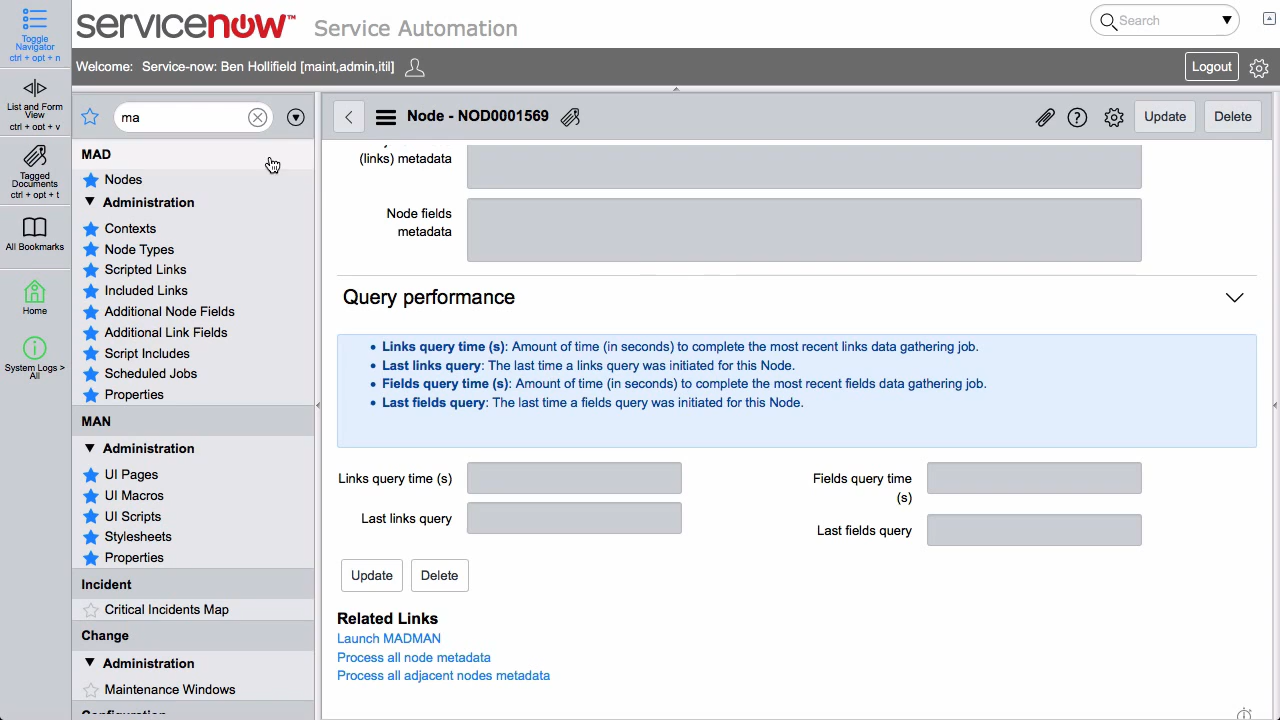 Toggle
Navigator
ctrl + opt + n
List and Form
View
ctrl + opt + v
Tagged
Documents
ctrl + opt + t
All Bookmarks
Home
System Logs >
All
servicenow™ Service Automation
Search
Welcome: Service-now: Ben Hollifield [maint,admin,itil]
Logout
ma
MAD
Nodes
Administration
Contexts
Node Types
Scripted Links
Included Links
Additional Node Fields
Additional Link Fields
Script Includes
Scheduled Jobs
Properties
MAN
Administration
UI Pages
UI Macros
UI Scripts
Stylesheets
Properties
Incident
Critical Incidents Map
Change
Administration
Maintenance Windows
Configuration
Node - NOD0001569
Update
Delete
(links) metadata
Node fields
metadata
Query performance
• Links query time (s): Amount of time (in seconds) to complete the most recent links data gathering job.
• Last links query: The last time a links query was initiated for this Node.
• Fields query time (s): Amount of time (in seconds) to complete the most recent fields data gathering job.
• Last fields query: The last time a fields query was initiated for this Node.
Links query time (s)
Last links query
Fields query time
(s)
Last fields query
Update
Delete
Related Links
Launch MADMAN
Process all node metadata
Process all adjacent nodes metadata